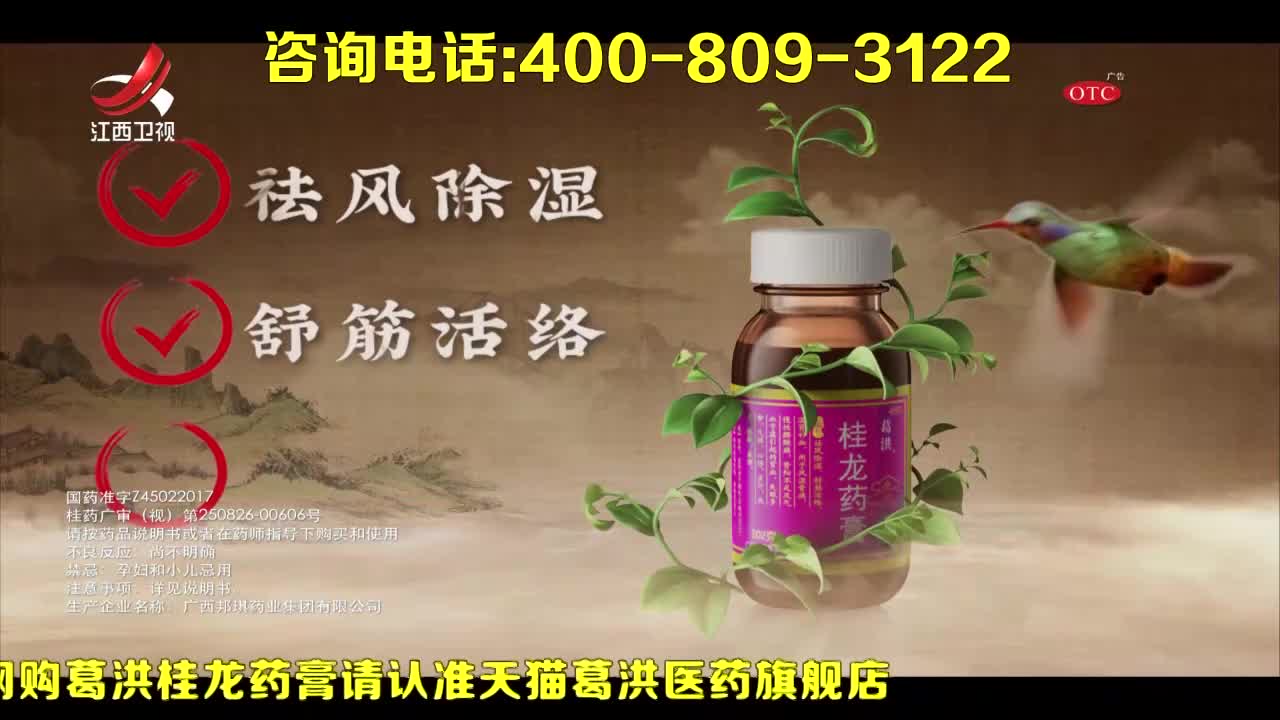 咨询电话:400-809-3122
江西卫视
广告
OTC
祛风除湿
舒筋活络
葛洪
桂龙药膏
202克
国药准字Z45022017
桂药广审（视）第250826-00606号
请按药品说明书或者在药师指导下购买和使用
不良反应：尚不明确
禁忌：孕妇和小儿忌用
注意事项：详见说明书
生产企业名称：广西邦琪药业集团有限公司
网购葛洪桂龙药膏请认准天猫葛洪医药旗舰店